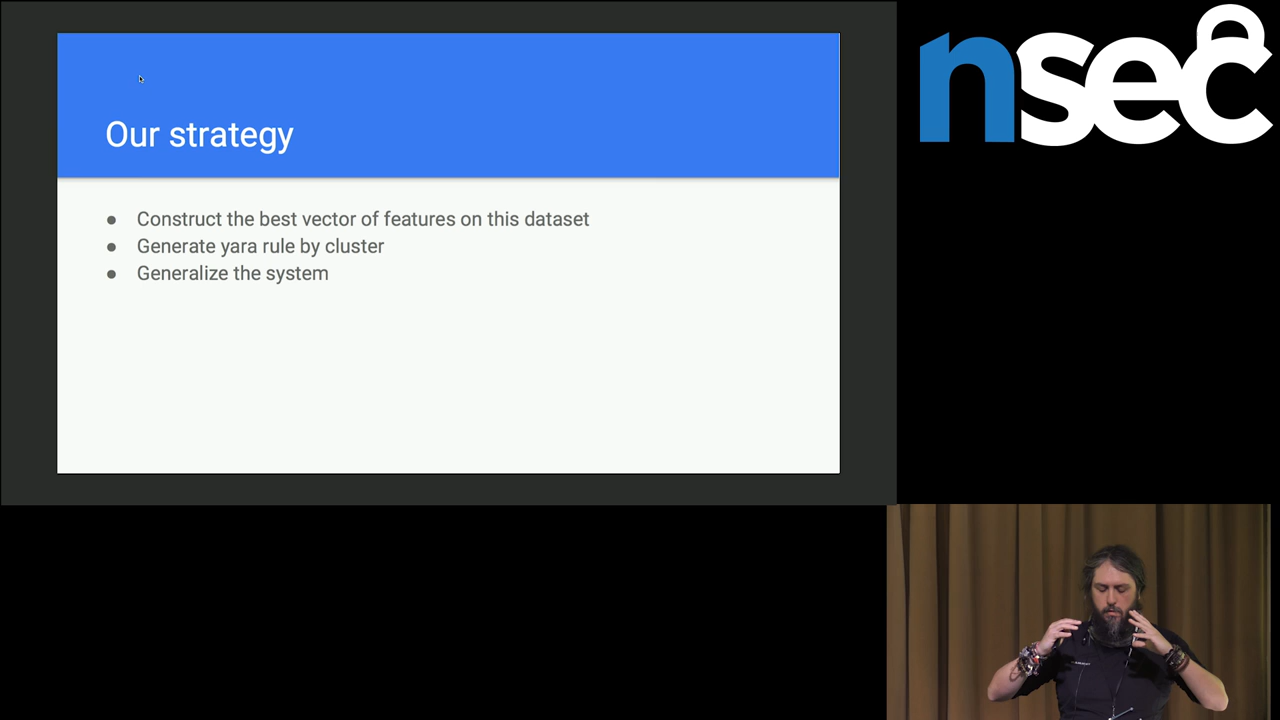 nsec
Our strategy
● Construct the best vector of features on this dataset
● Generate yara rule by cluster
● Generalize the system